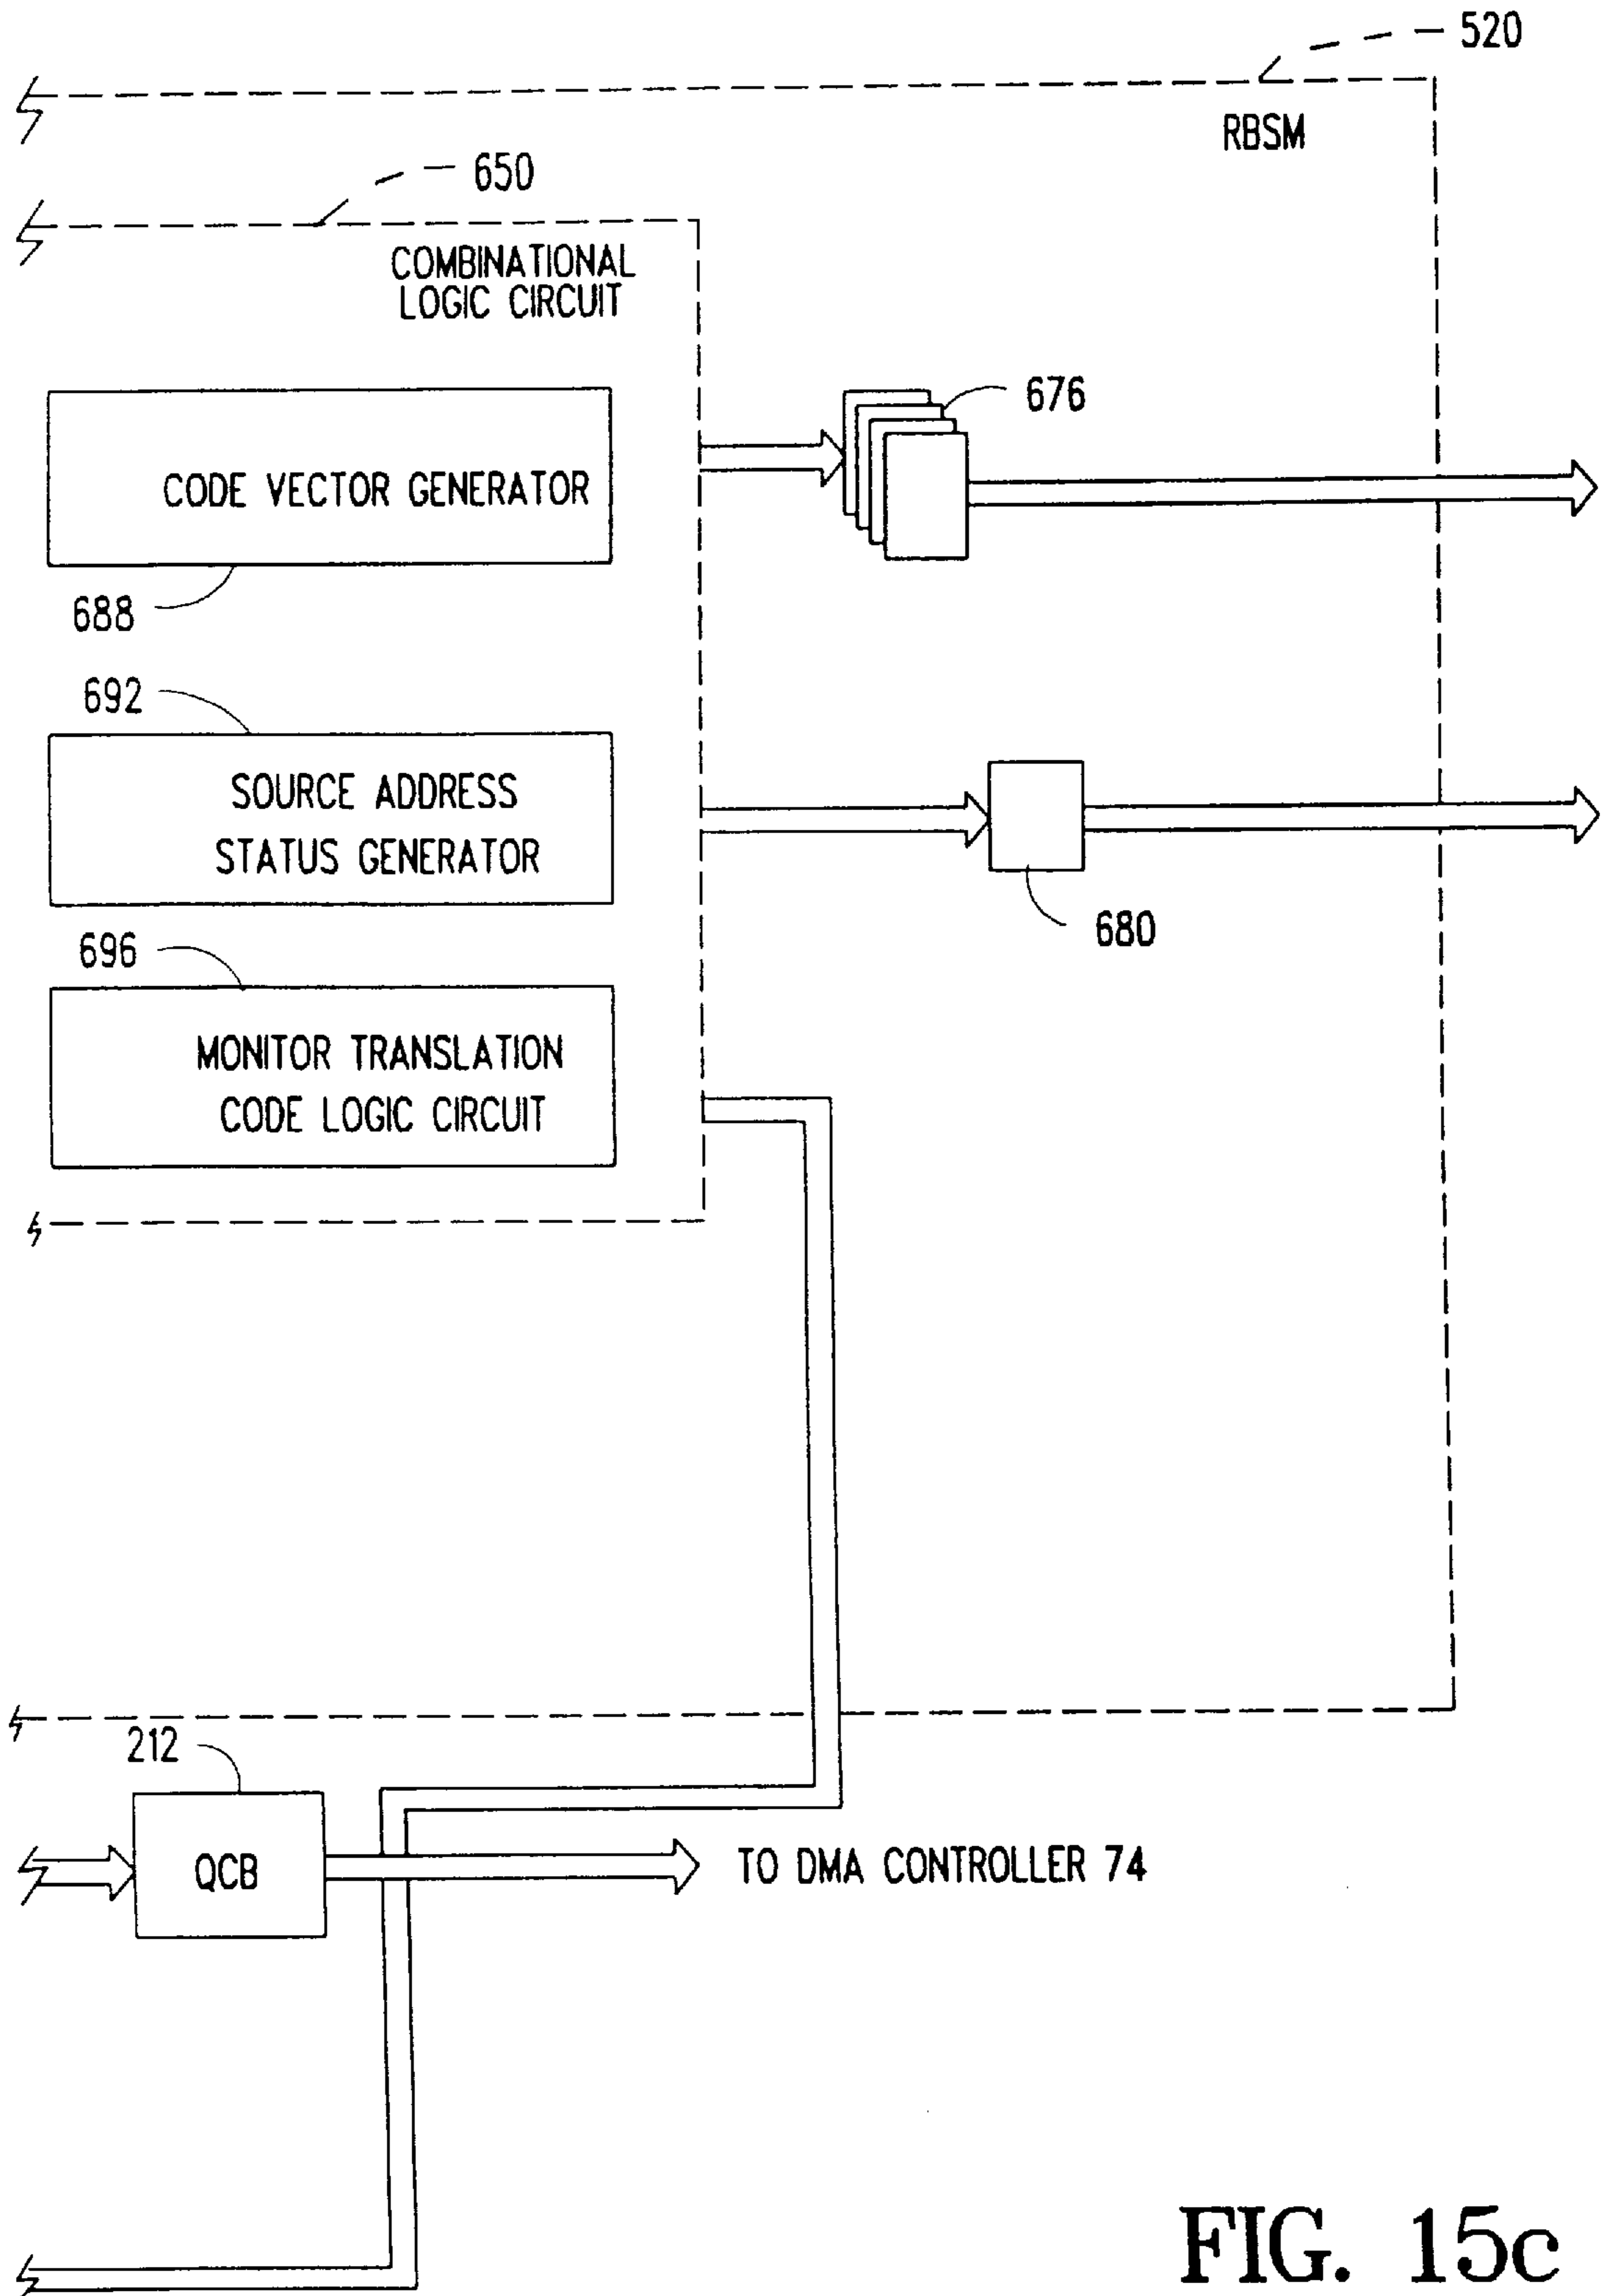 520
RBSM
650
COMBINATIONAL
LOGIC CIRCUIT
676
CODE VECTOR GENERATOR
688
692
SOURCE ADDRESS
STATUS GENERATOR
680
696
MONITOR TRANSLATION
CODE LOGIC CIRCUIT
212
QCB
TO DMA CONTROLLER 74
FIG. 15c